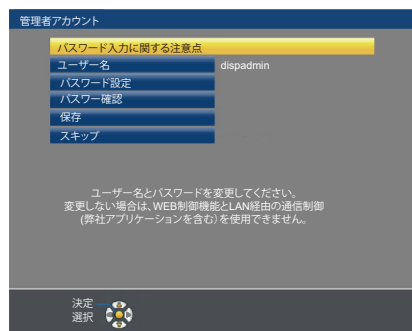 管理者アカウント
パスワード入力に関する注意点
ユーザー名 dispadmin
パスワード設定
パスワー確認
保存
スキップ
ユーザー名とパスワードを変更してください。
変更しない場合は、WEB制御機能とLAN経由の通信制御
(弊社アプリケーションを含む)を使用できません。
決定
選択